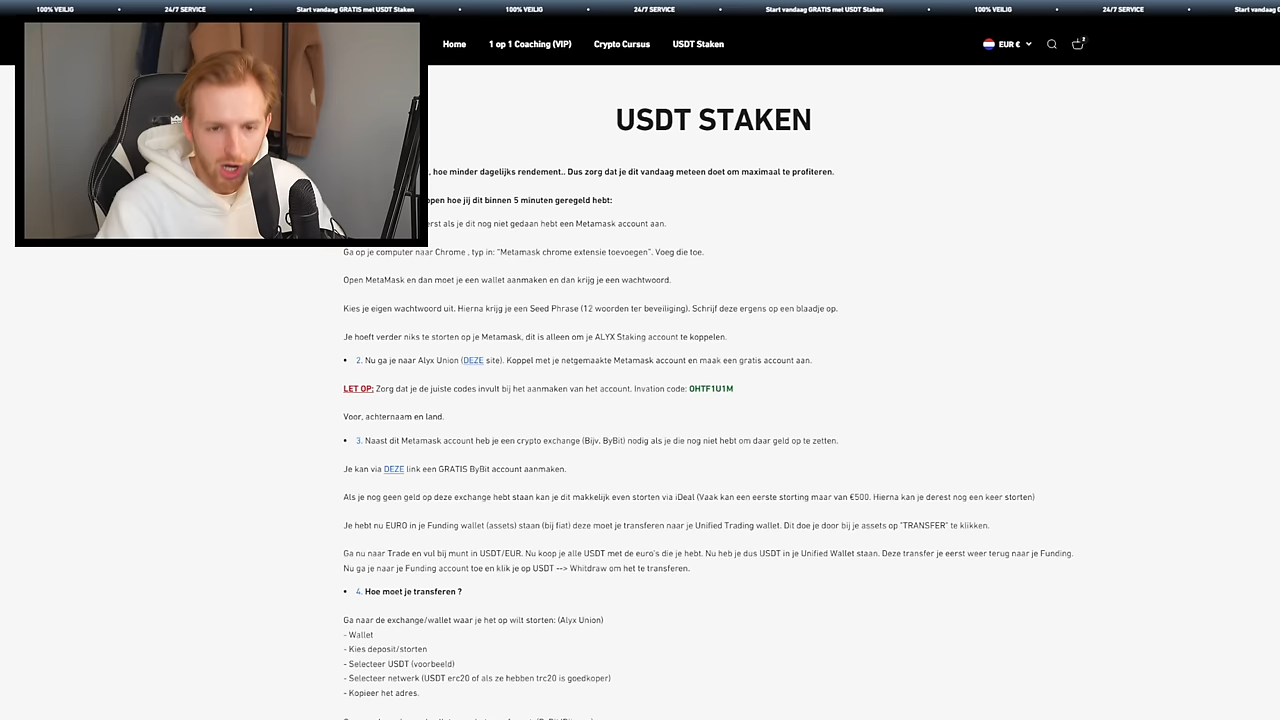 100% VEILIG • 24/7 SERVICE • Start vandaag GRATIS met USDT Staken • 100% VEILIG • 24/7 SERVICE • Start vandaag GRATIS met USDT Staken • 100% VEILIG • 24/7 SERVICE • Start vandaag
Home 1 op 1 Coaching (VIP) Crypto Cursus USDT Staken EUR € 2
USDT STAKEN
, hoe minder dagelijks rendement.. Dus zorg dat je dit vandaag meteen doet om maximaal te profiteren.
hoe jij dit binnen 5 minuten geregeld hebt:
als je dit nog niet gedaan hebt een Metamask account aan.
Ga op je computer naar Chrome , typ in: “Metamask chrome extensie toevoegen”. Voeg die toe.
Open MetaMask en dan moet je een wallet aanmaken en dan krijg je een wachtwoord.
Kies je eigen wachtwoord uit. Hierna krijg je een Seed Phrase (12 woorden ter beveiliging). Schrijf deze ergens op een blaadje op.
Je hoeft verder niks te storten op je Metamask, dit is alleen om je ALYX Staking account te koppelen.
• 2. Nu ga je naar Alyx Union (DEZE site). Koppel met je netgemaakte Metamask account en maak een gratis account aan.
LET OP: Zorg dat je de juiste codes invult bij het aanmaken van het account. Invation code: OHTF1U1M
Voor, achternaam en land.
• 3. Naast dit Metamask account heb je een crypto exchange (Bijv. ByBit) nodig als je die nog niet hebt om daar geld op te zetten.
Je kan via DEZE link een GRATIS ByBit account aanmaken.
Als je nog geen geld op deze exchange hebt staan kan je dit makkelijk even storten via iDeal (Vaak kan een eerste storting maar van €500. Hierna kan je derest nog een keer storten)
Je hebt nu EURO in je Funding wallet (assets) staan (bij fiat) deze moet je transferen naar je Unified Trading wallet. Dit doe je door bij je assets op "TRANSFER" te klikken.
Ga nu naar Trade en vul bij munt in USDT/EUR. Nu koop je alle USDT met de euro's die je hebt. Nu heb je dus USDT in je Unified Wallet staan. Deze transfer je eerst weer terug naar je Funding.
Nu ga je naar je Funding account toe en klik je op USDT --> Whitdraw om het te transferen.
• 4. Hoe moet je transferen ?
Ga naar de exchange/wallet waar je het op wilt storten: (Alyx Union)
- Wallet
- Kies deposit/storten
- Selecteer USDT (voorbeeld)
- Selecteer netwerk (USDT erc20 of als ze hebben trc20 is goedkoper)
- Kopieer het adres.